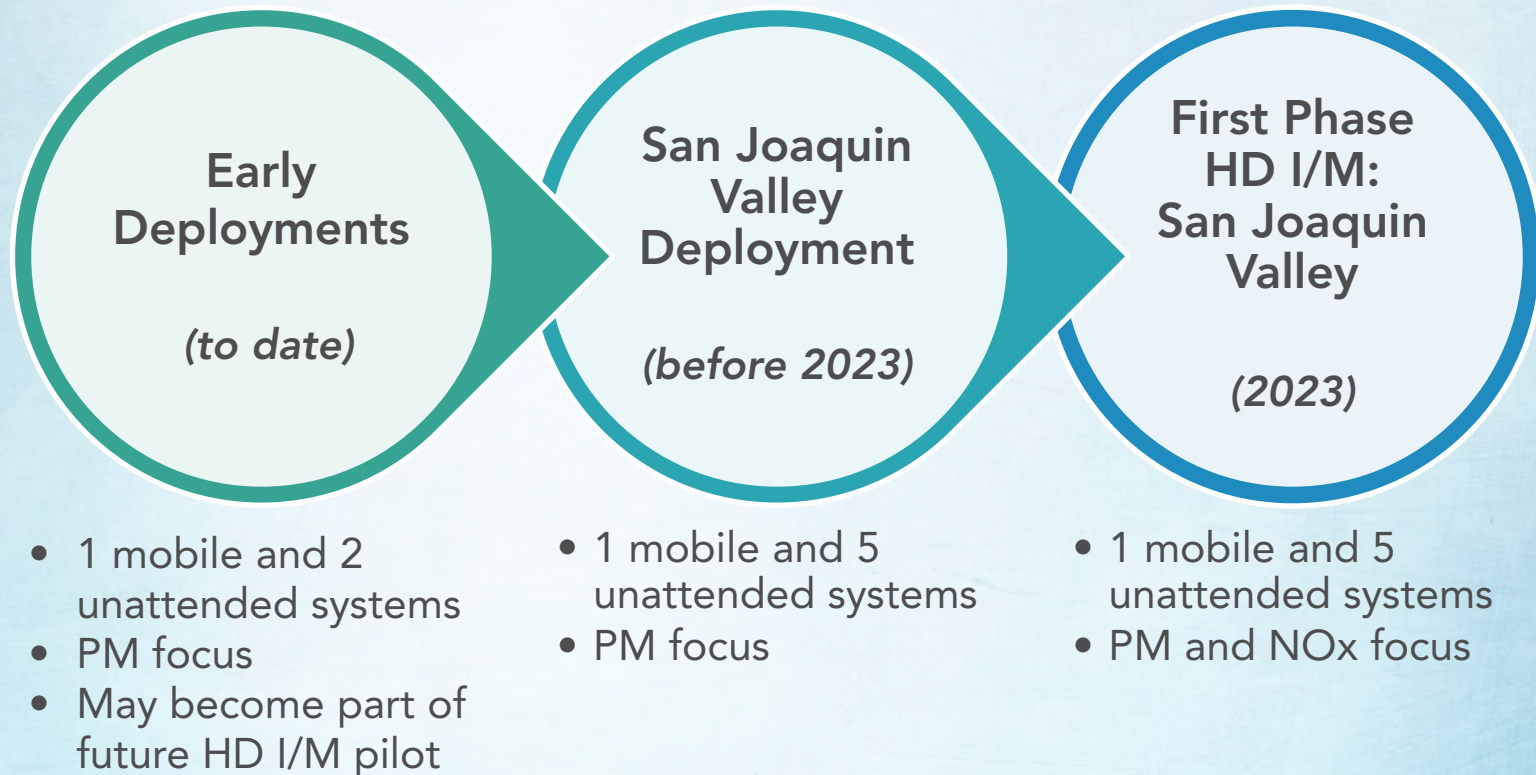 Early
Deployments
(to date)
San Joaquin
Valley
Deployment
(before 2023)
First Phase
HD I/M:
San Joaquin
Valley
(2023)
• 1 mobile and 2
unattended systems
• PM focus
• May become part of
future HD I/M pilot
• 1 mobile and 5
unattended systems
• PM focus
• 1 mobile and 5
unattended systems
• PM and NOx focus